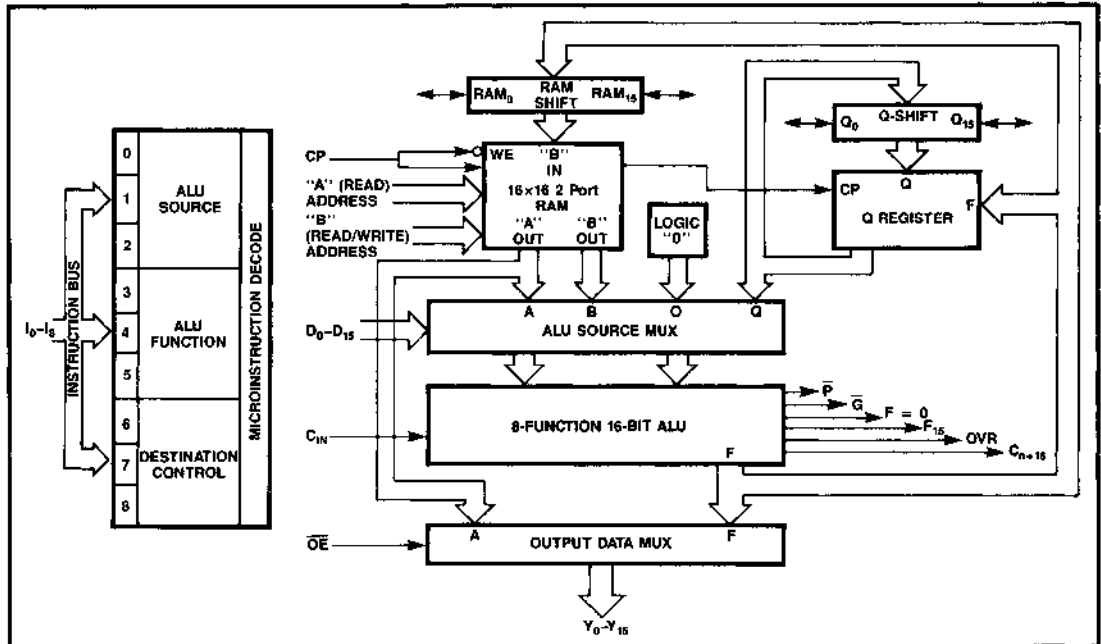 0
1
2
3
4
5
6
7
8
ALU
SOURCE
ALU
FUNCTION
DESTINATION
CONTROL
MICROINSTRUCTION DECODE
INSTRUCTION BUS
I₀–I₈
RAM₀ RAM SHIFT RAM₁₅
Q₀ Q-SHIFT Q₁₅
CP
WE "B"
IN
16×16 2 Port
RAM
"A" "B"
OUT OUT
"A" (READ)
ADDRESS
"B"
(READ/WRITE)
ADDRESS
LOGIC
"0"
CP Q F
Q REGISTER
A B O Q
ALU SOURCE MUX
D₀–D₁₅
8-FUNCTION 16-BIT ALU
F
C_IN
P̅
G̅
F = 0
F₁₅
OVR
Cₙ₊₁₆
A F
OUTPUT DATA MUX
O̅E̅
Y₀–Y₁₅